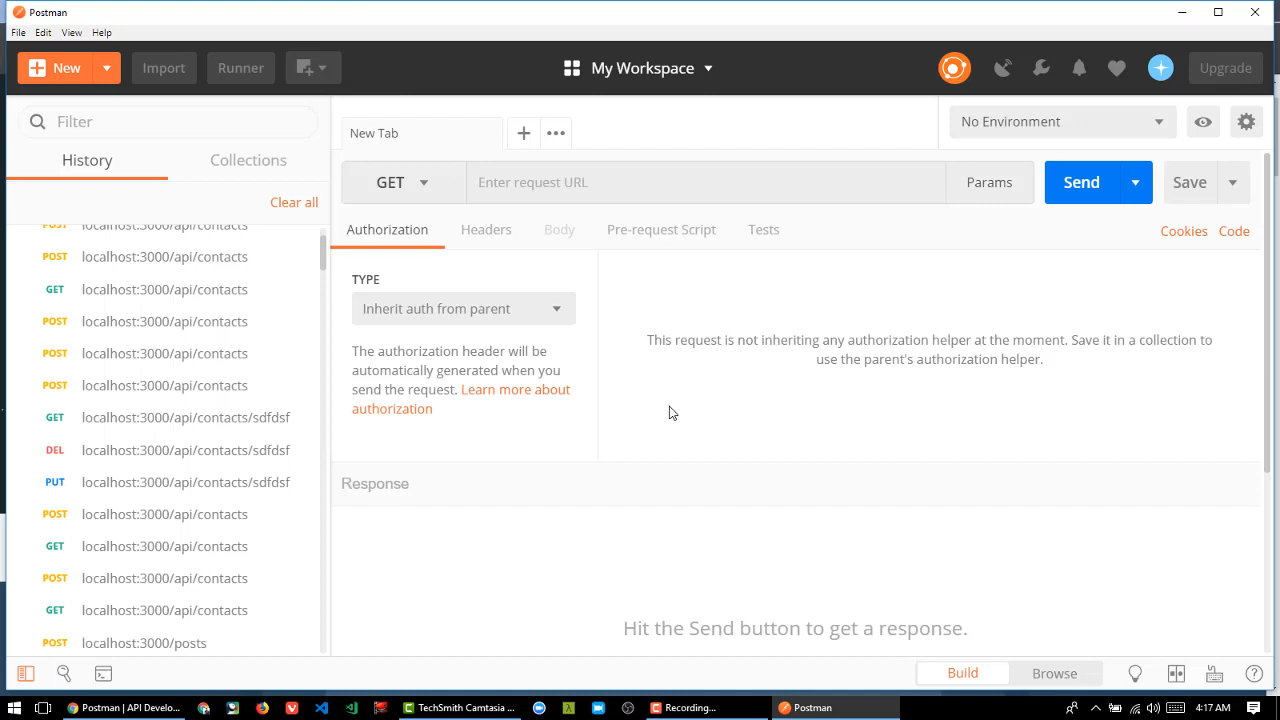 Postman
File Edit View Help
New Import Runner My Workspace Upgrade
Filter
History Collections
Clear all
POST localhost:3000/api/contacts
POST localhost:3000/api/contacts
GET localhost:3000/api/contacts
POST localhost:3000/api/contacts
POST localhost:3000/api/contacts
POST localhost:3000/api/contacts
GET localhost:3000/api/contacts/sdfdsf
DEL localhost:3000/api/contacts/sdfdsf
PUT localhost:3000/api/contacts/sdfdsf
POST localhost:3000/api/contacts
GET localhost:3000/api/contacts
POST localhost:3000/api/contacts
GET localhost:3000/api/contacts
POST localhost:3000/posts
New Tab
No Environment
GET Enter request URL Params Send Save
Authorization Headers Body Pre-request Script Tests Cookies Code
TYPE
Inherit auth from parent
The authorization header will be
automatically generated when you
send the request. Learn more about
authorization
This request is not inheriting any authorization helper at the moment. Save it in a collection to
use the parent's authorization helper.
Response
Hit the Send button to get a response.
Build Browse
Postman | API Develo... TechSmith Camtasia ... Recording... Postman 4:17 AM